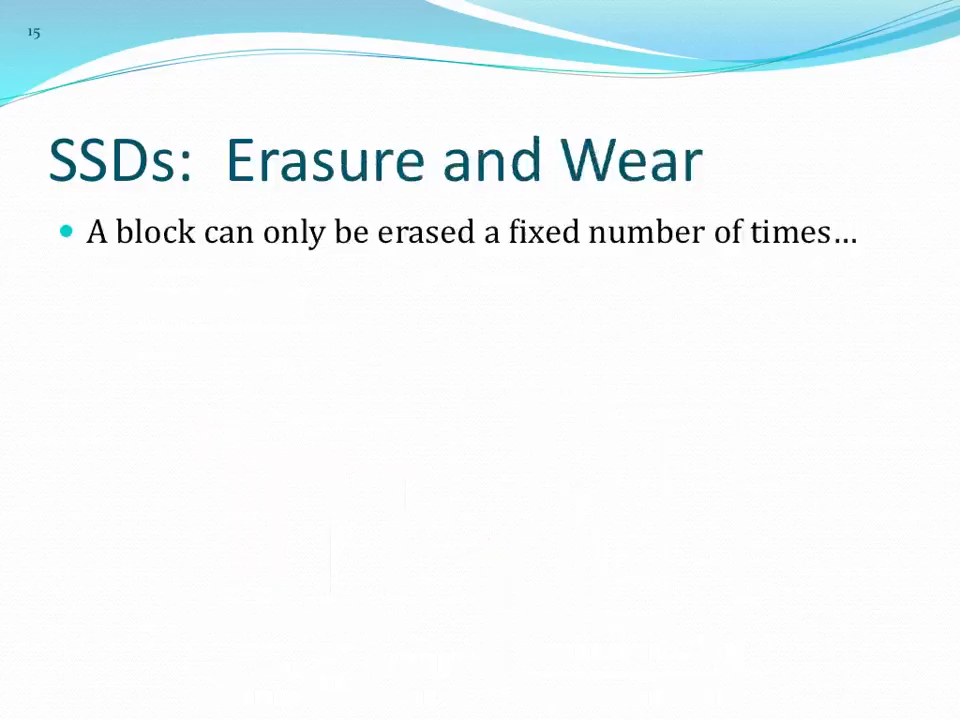 15
SSDs: Erasure and Wear
A block can only be erased a fixed number of times…